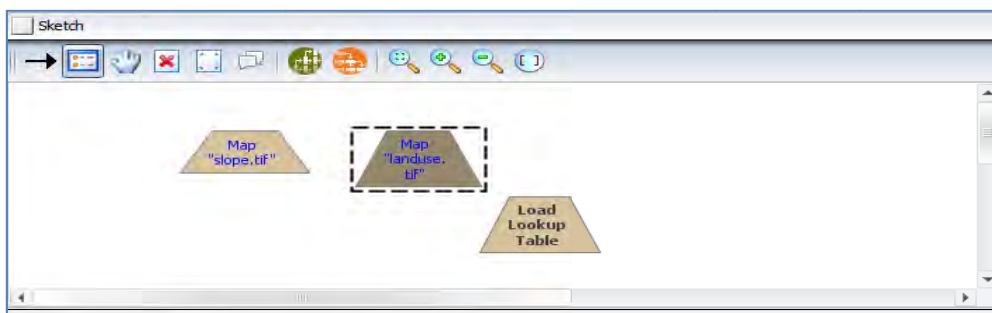 Sketch
Map
"slope.tif"
Map
"landuse.
tif"
Load
Lookup
Table